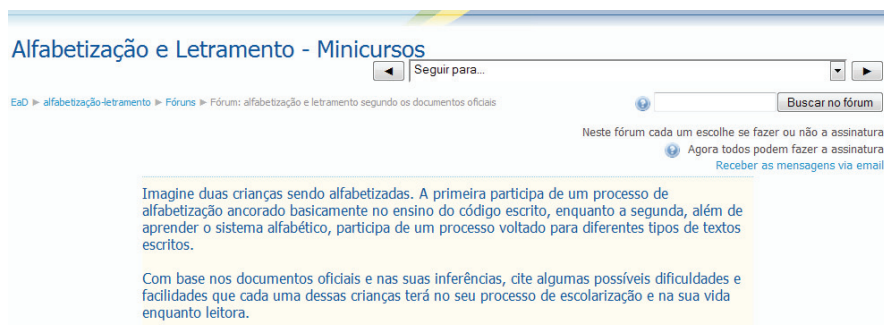 Alfabetização e Letramento - Minicursos
◄ Seguir para... ►
EaD ► alfabetização-letramento ► Fóruns ► Fórum: alfabetização e letramento segundo os documentos oficiais
Buscar no fórum
Neste fórum cada um escolhe se fazer ou não a assinatura
Agora todos podem fazer a assinatura
Receber as mensagens via email
Imagine duas crianças sendo alfabetizadas. A primeira participa de um processo de
alfabetização ancorado basicamente no ensino do código escrito, enquanto a segunda, além de
aprender o sistema alfabético, participa de um processo voltado para diferentes tipos de textos
escritos.
Com base nos documentos oficiais e nas suas inferências, cite algumas possíveis dificuldades e
facilidades que cada uma dessas crianças terá no seu processo de escolarização e na sua vida
enquanto leitora.